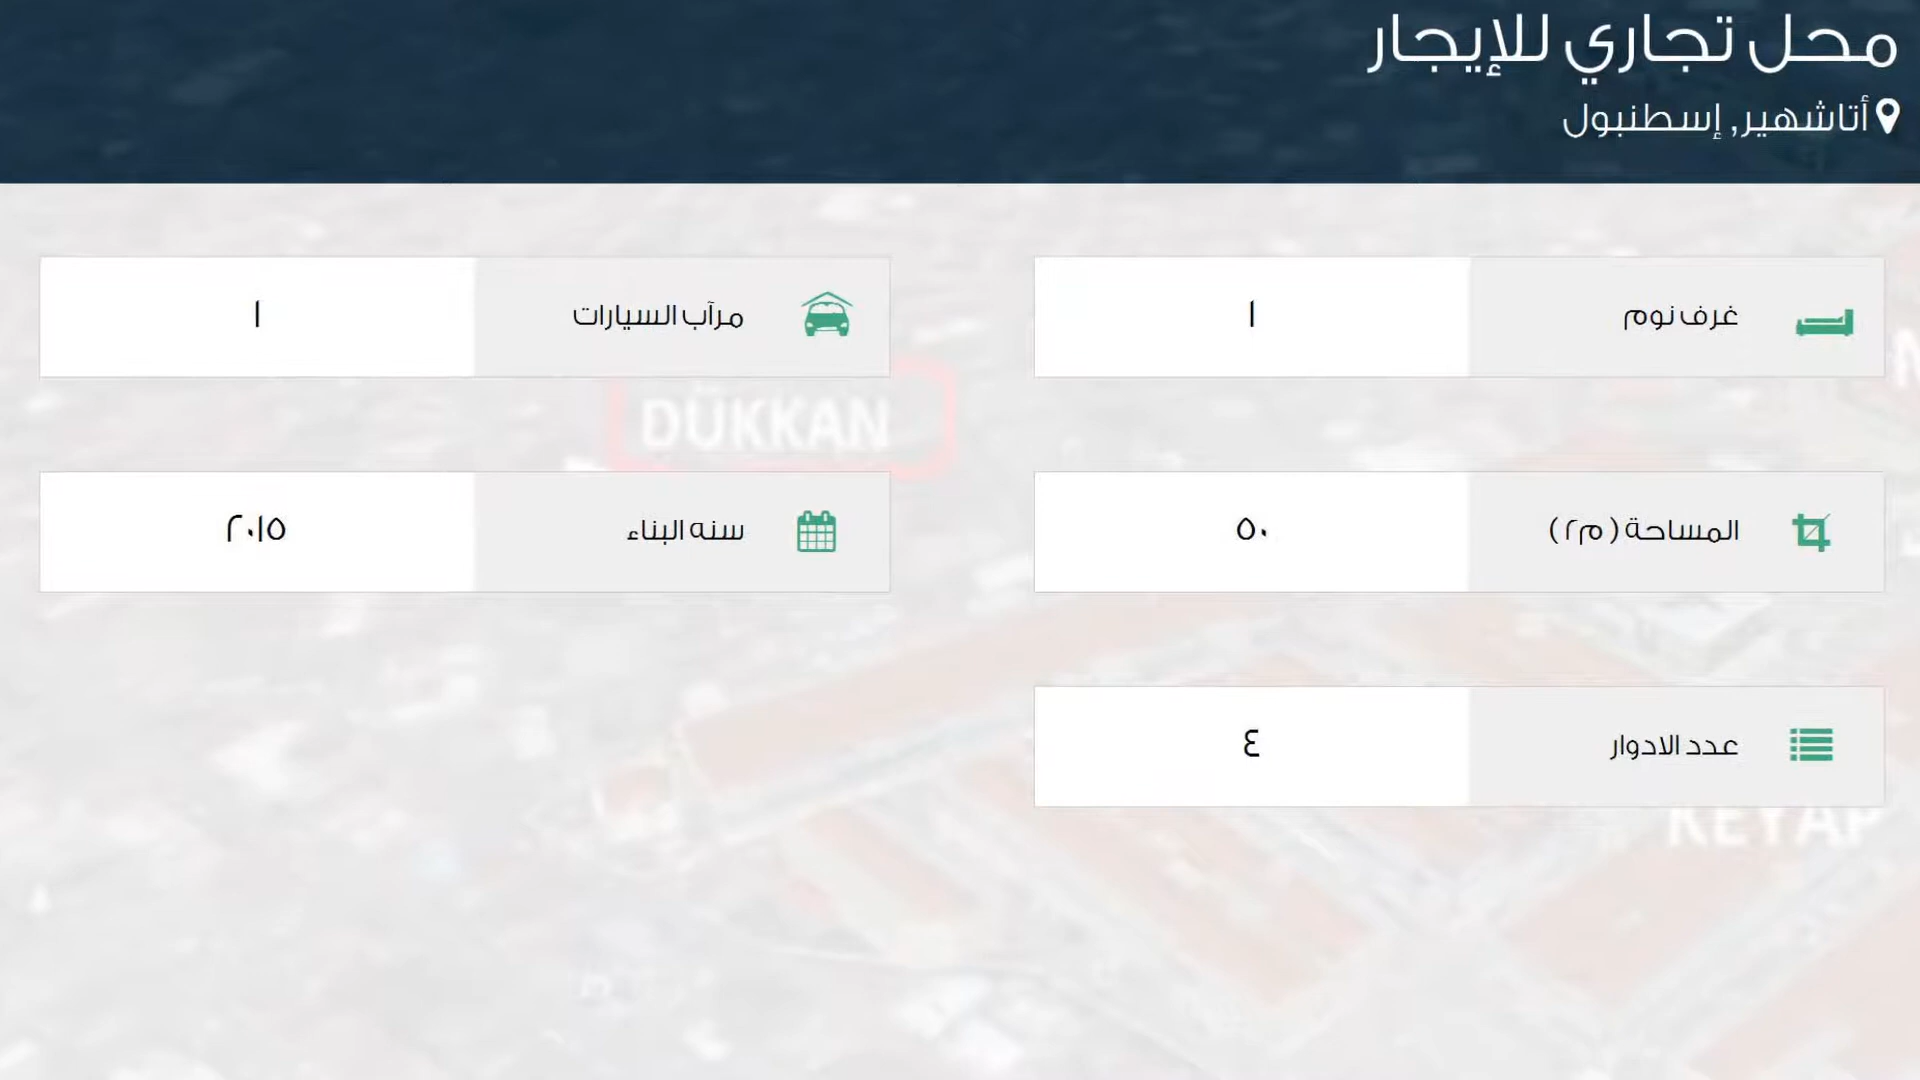 محل تجاري للإيجار
أتاشهير, إسطنبول
غرف نوم
١
مرآب السيارات
١
DÜKKAN
المساحة ( م٢ )
٥٠
سنه البناء
٢٠١٥
عدد الادوار
٤
KEYAP